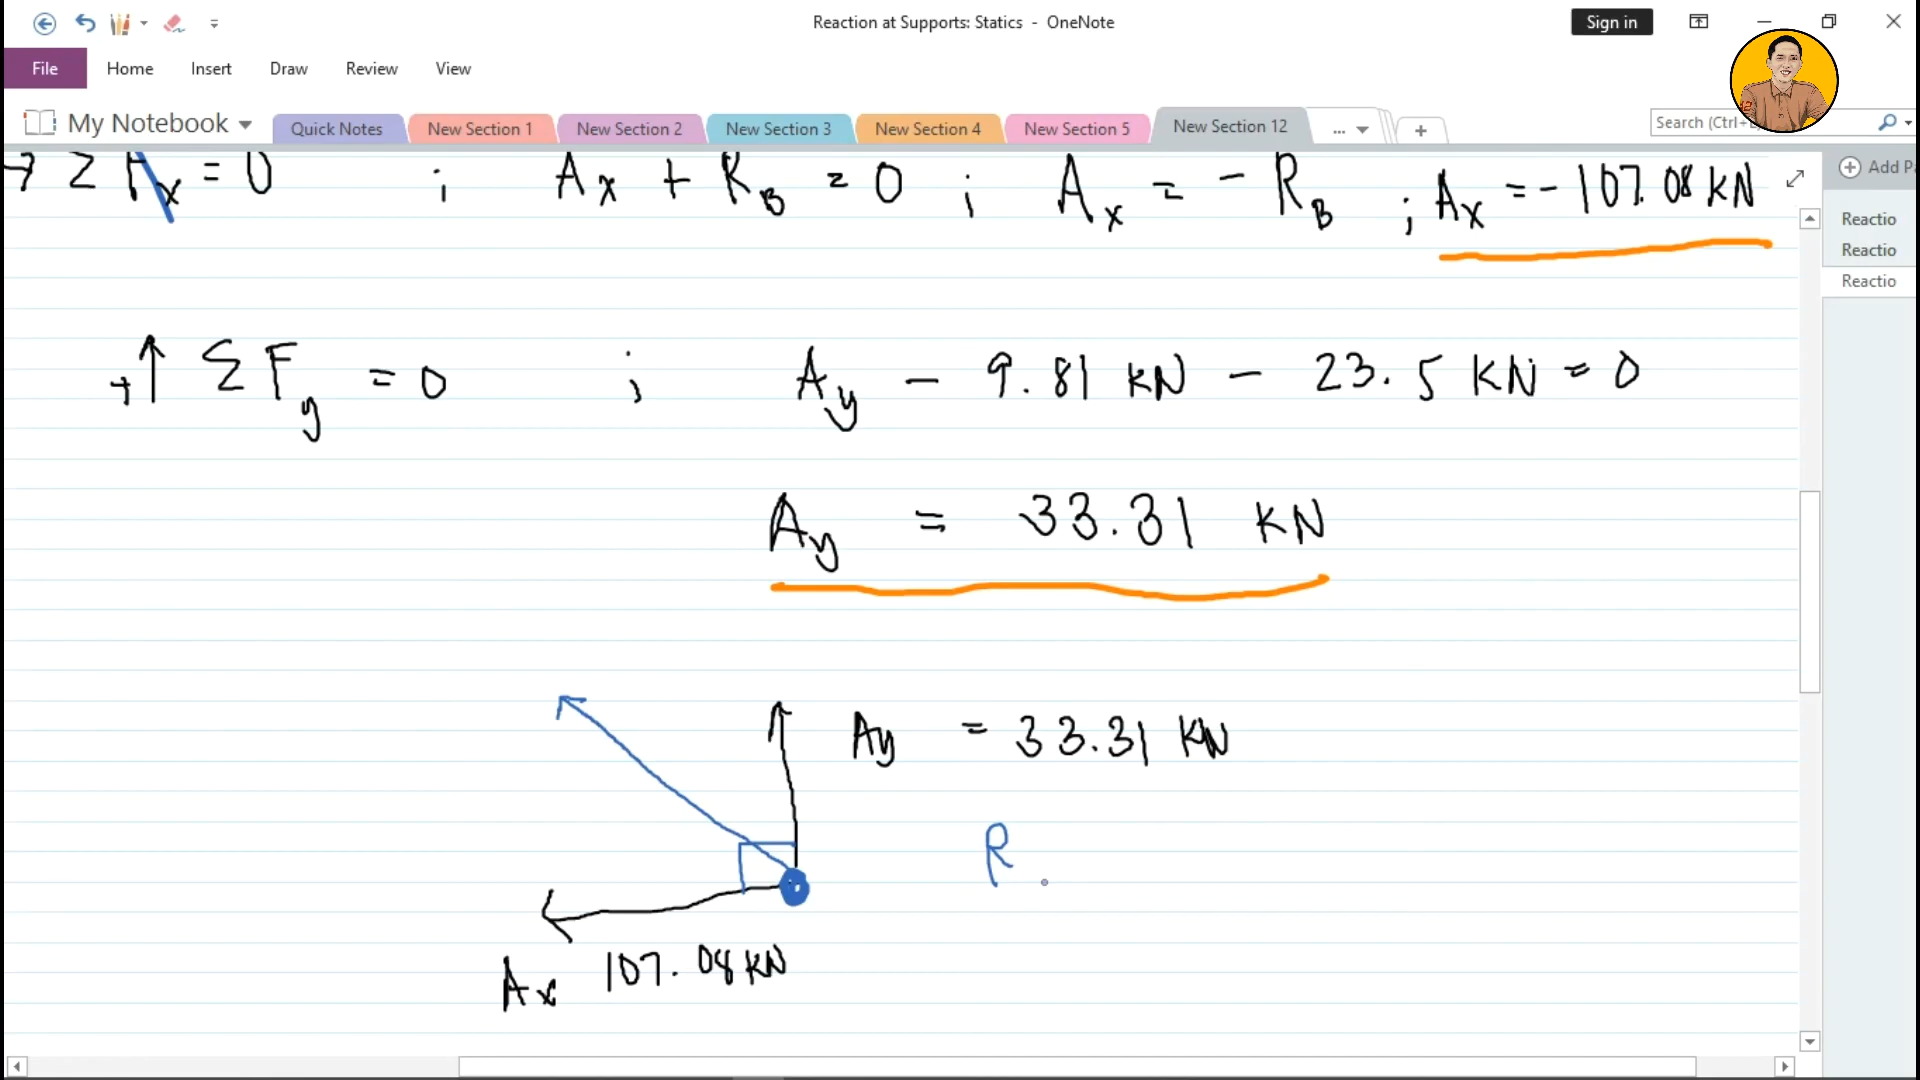 Reaction at Supports: Statics - OneNote
Sign in
File Home Insert Draw Review View
My Notebook Quick Notes New Section 1 New Section 2 New Section 3 New Section 4 New Section 5 New Section 12 ... + Search (Ctrl+
Add Pa
→ Σ Fx = 0 ; Ax + RB = 0 ; Ax = - RB ; Ax = - 107.08 KN
Reactio
Reactio
Reactio
+↑ Σ Fy = 0 ; Ay - 9.81 KN - 23.5 KN = 0
Ay = 33.31 KN
Ay = 33.31 KN
R
Ax 107.08 KN